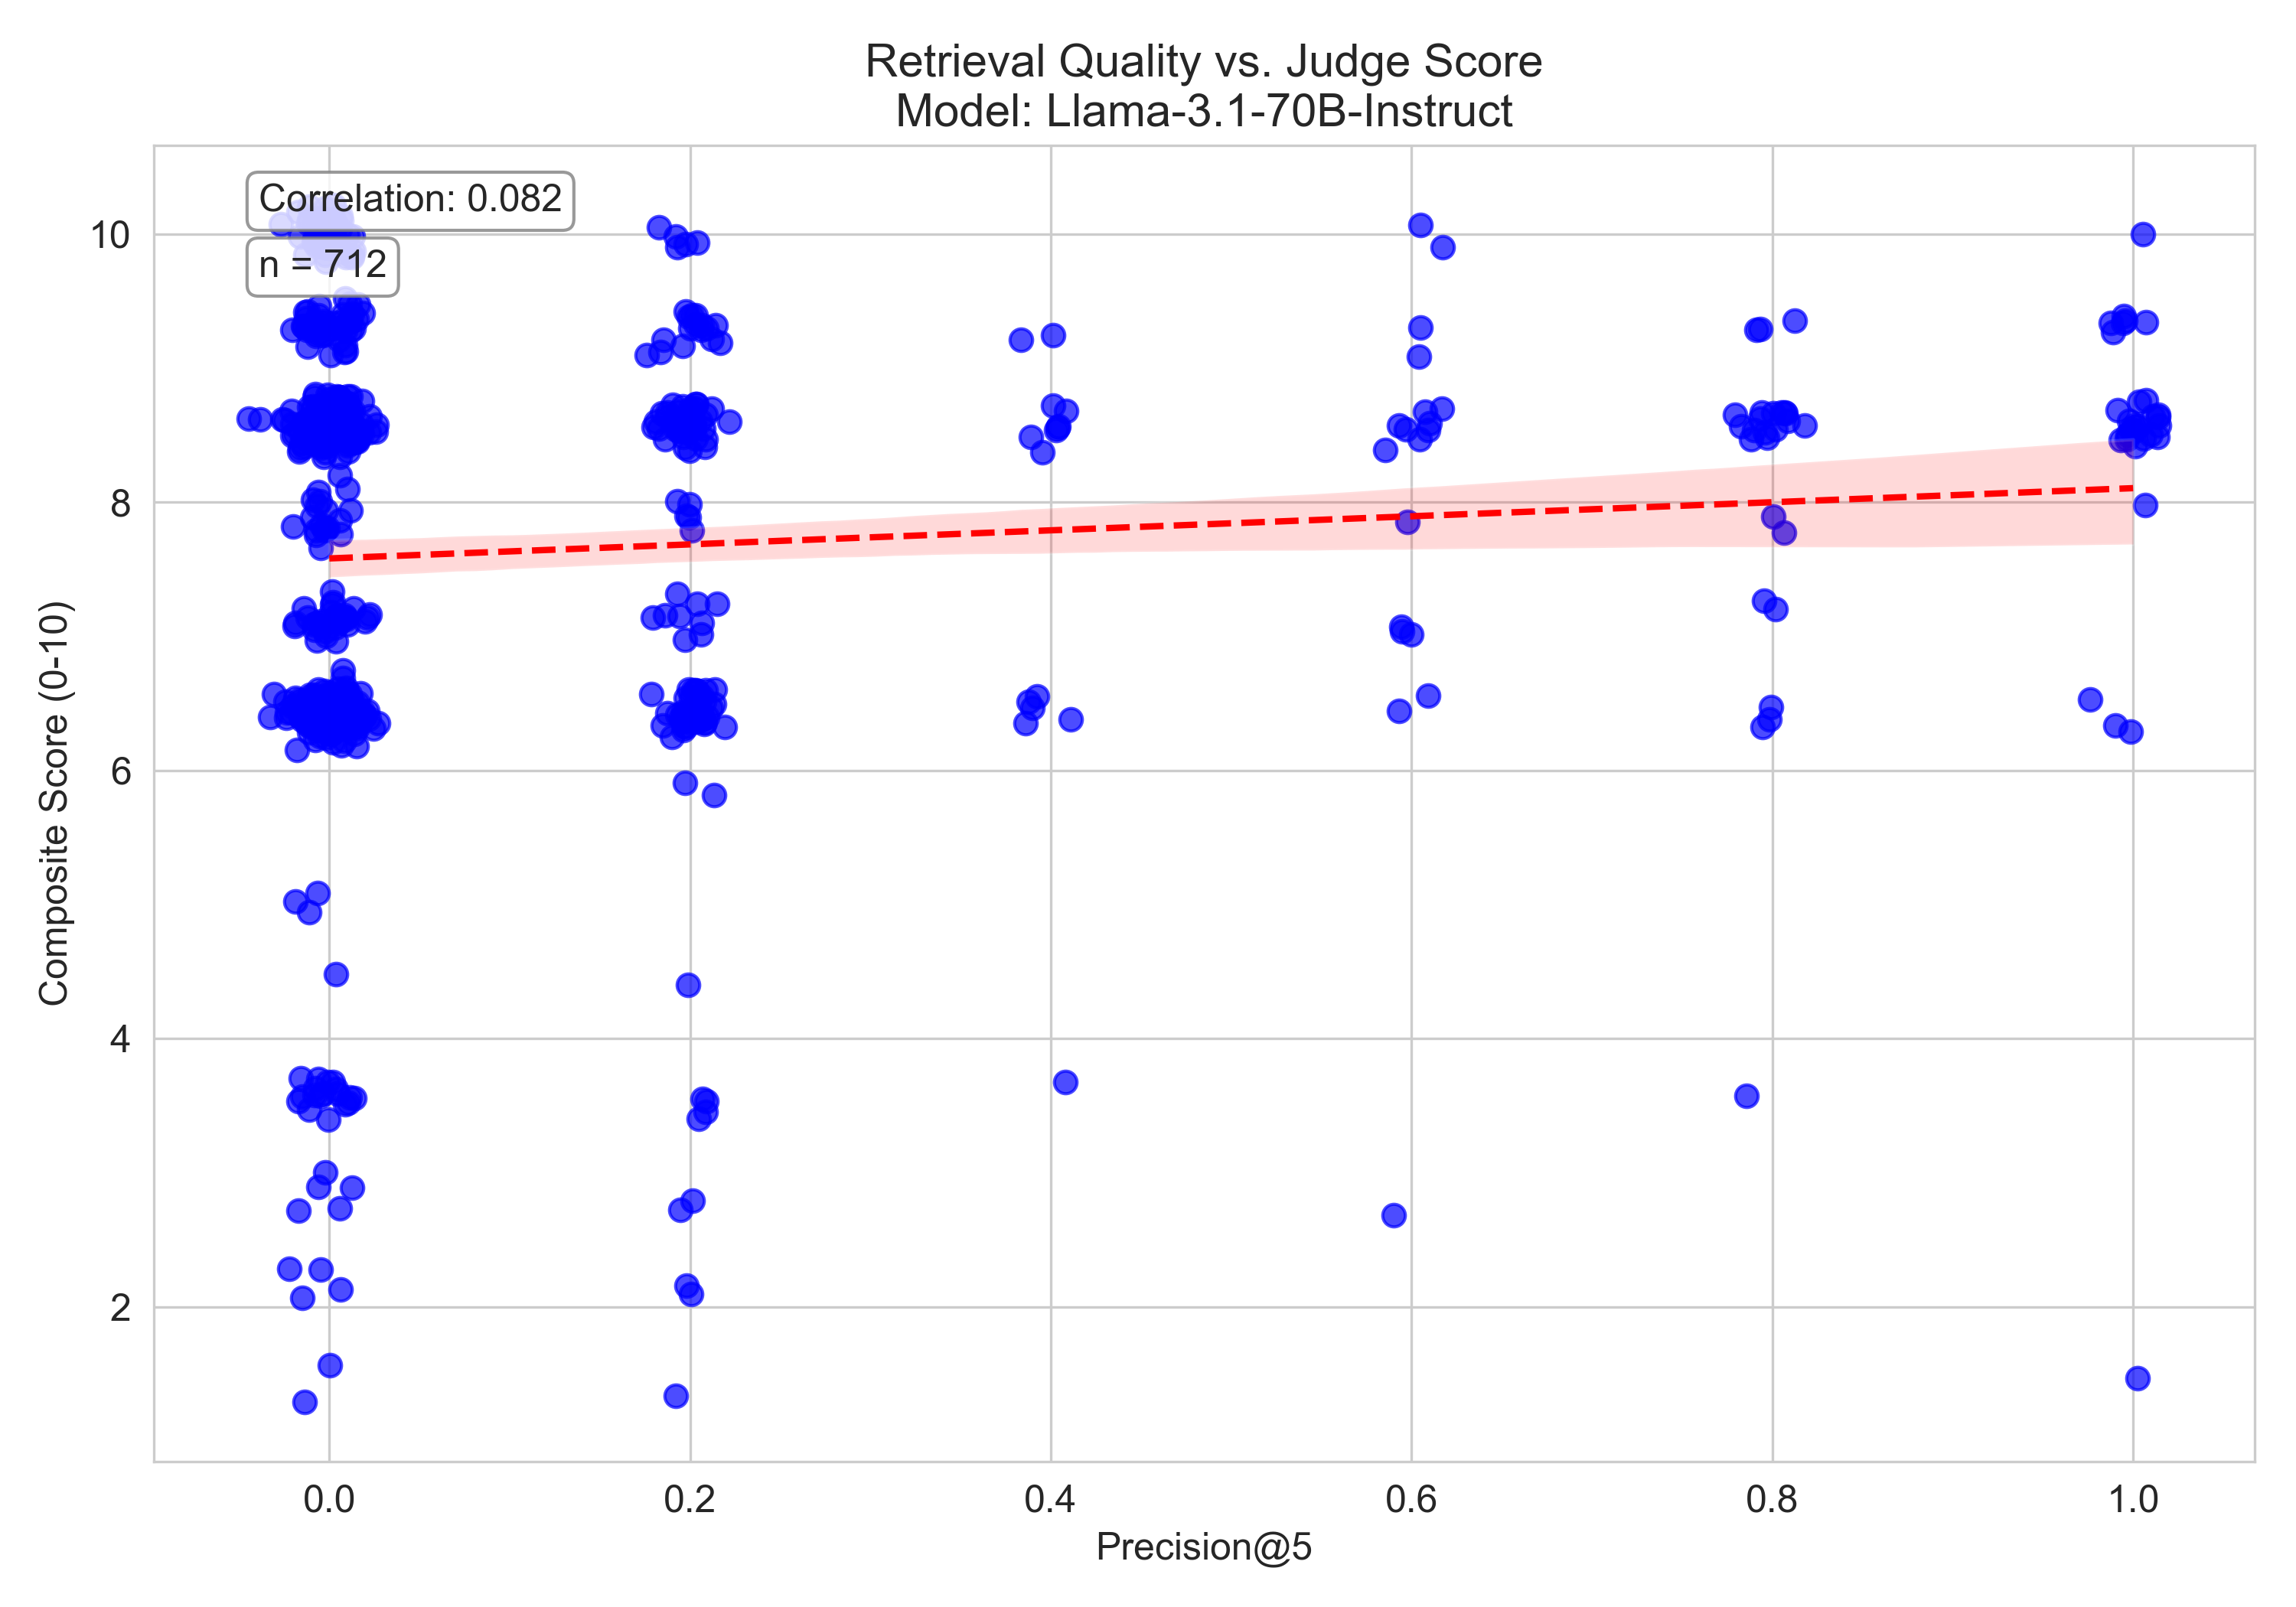 Retrieval Quality vs. Judge Score
Model: Llama-3.1-70B-Instruct
Correlation: 0.082
n = 712
10
8
6
4
2
Composite Score (0-10)
0.0 0.2 0.4 0.6 0.8 1.0
Precision@5